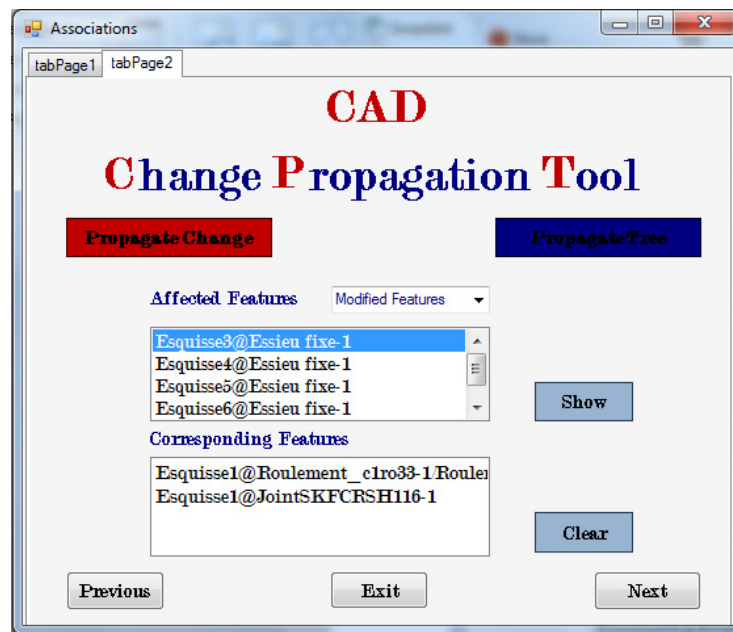 Associations
tabPage1 tabPage2
CAD
Change Propagation Tool
Propagate Change PropagateTree
Affected Features Modified Features
Esquisse3@Essieu fixe-1
Esquisse4@Essieu fixe-1
Esquisse5@Essieu fixe-1
Esquisse6@Essieu fixe-1
Show
Corresponding Features
Esquisse1@Roulement_c1ro33-1/Roulen
Esquisse1@JointSKFCRSH116-1
Clear
Previous Exit Next